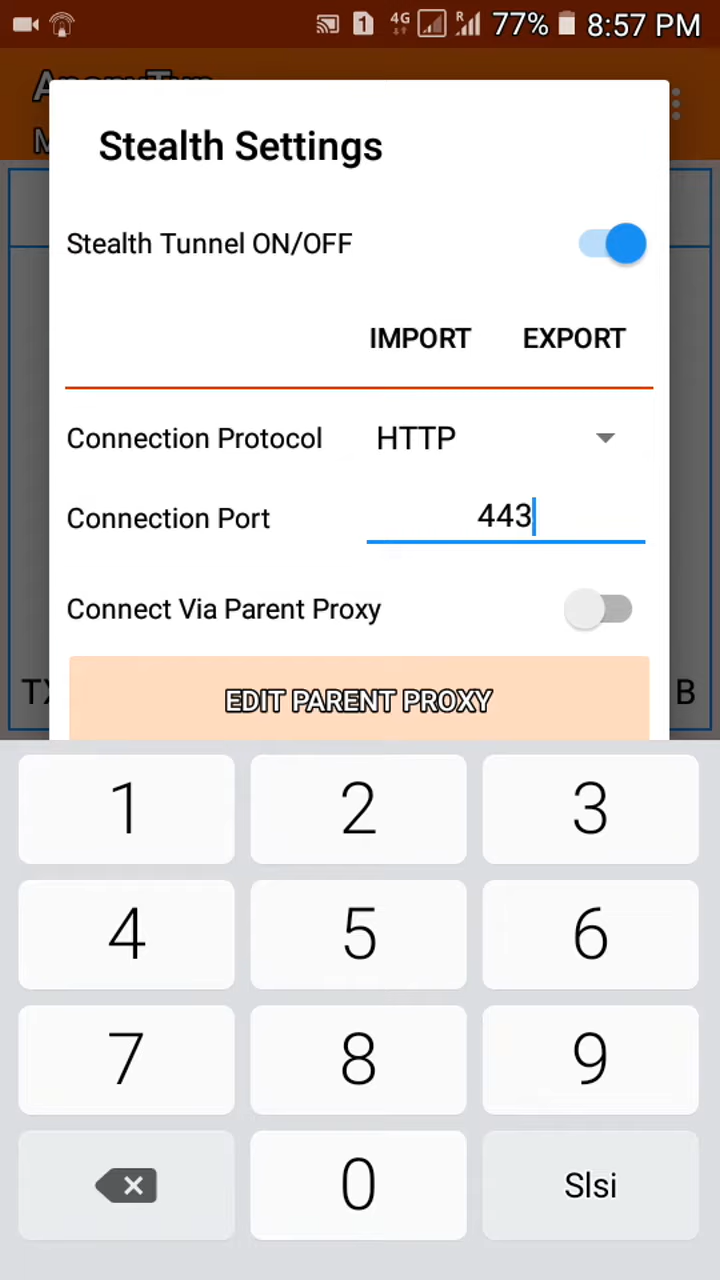 4G R 77% 8:57 PM
Stealth Settings
Stealth Tunnel ON/OFF
IMPORT EXPORT
Connection Protocol HTTP
Connection Port 443
Connect Via Parent Proxy
EDIT PARENT PROXY
B
1 2 3
4 5 6
7 8 9
0 Slsi